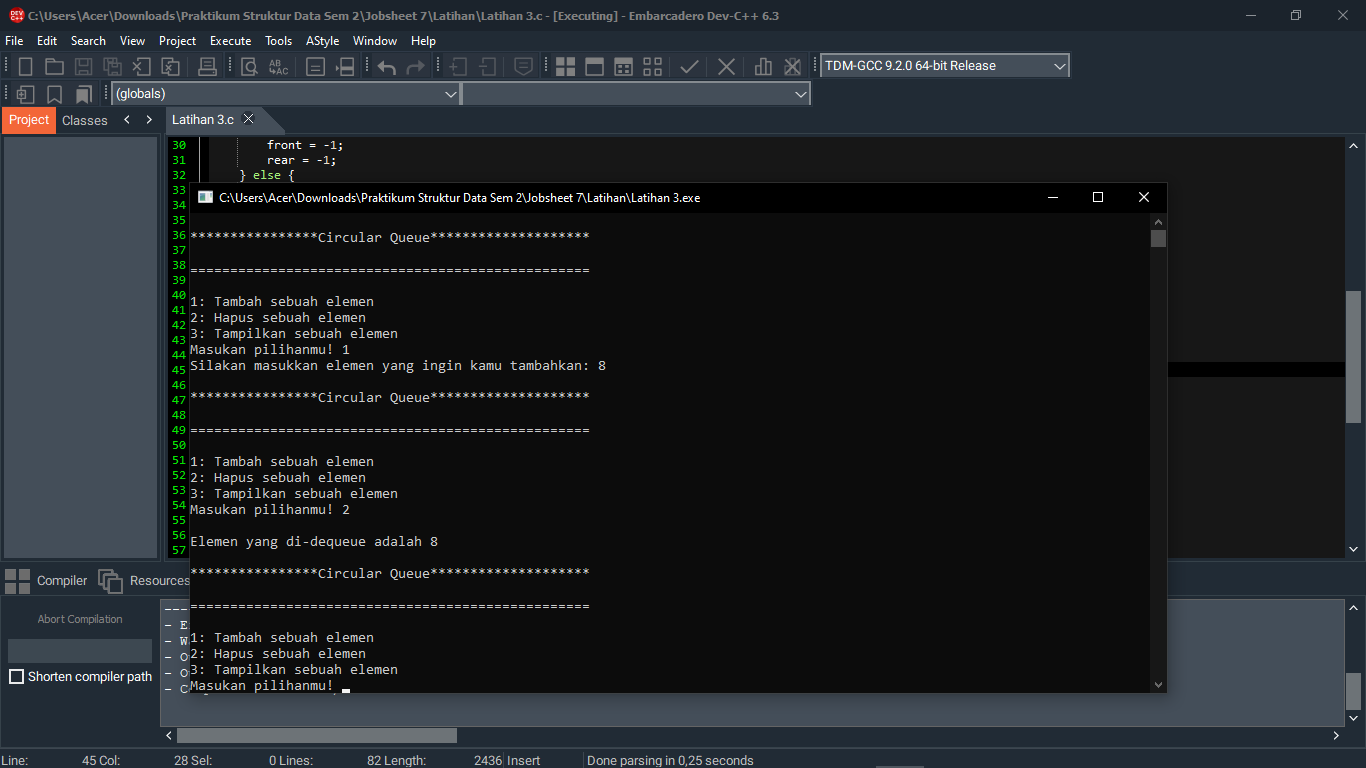 C:\Users\Acer\Downloads\Praktikum Struktur Data Sem 2\Jobsheet 7\Latihan\Latihan 3.c - [Executing] - Embarcadero Dev-C++ 6.3
File Edit Search View Project Execute Tools AStyle Window Help
TDM-GCC 9.2.0 64-bit Release
(globals)
Project Classes
Latihan 3.c
30 front = -1;
31 rear = -1;
32 } else {
33
34
35
36
37
38
39
40
41
42
43
44
45
46
47
48
49
50
51
52
53
54
55
56
57
C:\Users\Acer\Downloads\Praktikum Struktur Data Sem 2\Jobsheet 7\Latihan\Latihan 3.exe
****************Circular Queue********************
==================================================
1: Tambah sebuah elemen
2: Hapus sebuah elemen
3: Tampilkan sebuah elemen
Masukan pilihanmu! 1
Silakan masukkan elemen yang ingin kamu tambahkan: 8
****************Circular Queue********************
==================================================
1: Tambah sebuah elemen
2: Hapus sebuah elemen
3: Tampilkan sebuah elemen
Masukan pilihanmu! 2
Elemen yang di-dequeue adalah 8
****************Circular Queue********************
==================================================
1: Tambah sebuah elemen
2: Hapus sebuah elemen
3: Tampilkan sebuah elemen
Masukan pilihanmu!
Compiler Resources
Abort Compilation
Shorten compiler path
---
- E
- W
- O
- O
- C
Line: 45 Col: 28 Sel: 0 Lines: 82 Length: 2436 Insert Done parsing in 0,25 seconds